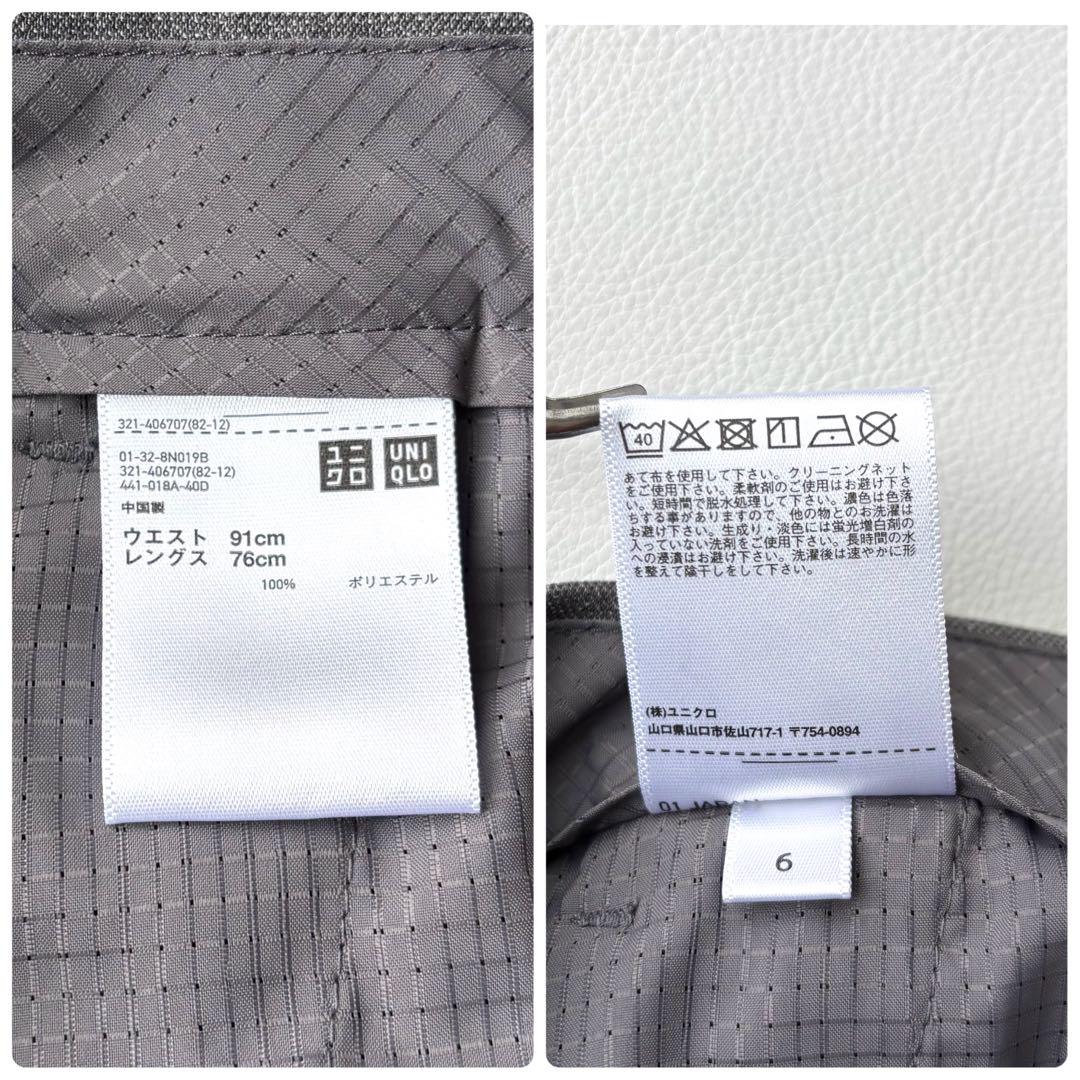 321-406707(82-12)
01-32-8N019B
321-406707(82-12)
441-018A-40D
ユニクロ
UNIQLO
中国製
ウエスト 91cm
レングス 76cm
100% ポリエステル
40
あて布を使用して下さい。クリーニングネット
をご使用下さい。柔軟剤のご使用はお避け下さ
い。短時間で脱水処理して下さい。濃色は色落
ちする事がありますので、他の物とのお洗濯は
お避け下さい。生成り・淡色には蛍光増白剤の
入っていない洗剤をご使用下さい。長時間の水
への浸漬はお避け下さい。洗濯後は速やかに形
を整えて陰干しをして下さい。
(株)ユニクロ
山口県山口市佐山717-1 〒754-0894
01 JAPAN
6